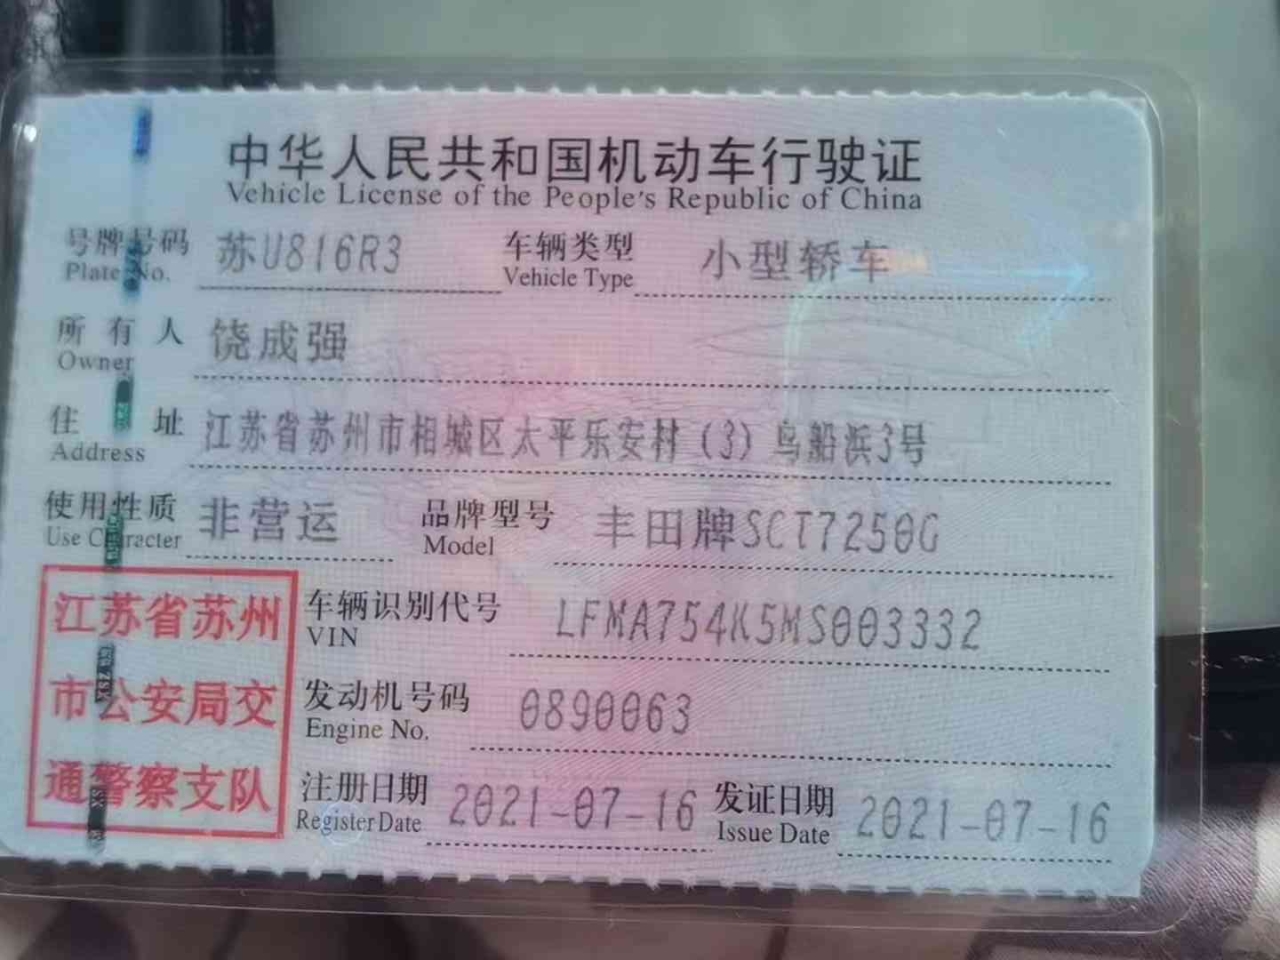 中华人民共和国机动车行驶证
Vehicle License of the People's Republic of China
号牌号码 苏U816R3 车辆类型 小型轿车
Plate No. Vehicle Type
所有人 饶成强
Owner
住址 江苏省苏州市相城区太平乐安村（3）乌船浜3号
Address
使用性质 非营运 品牌型号 丰田牌SCT7250G
Use Character Model
车辆识别代号 LFMA754K5MS003332
VIN
发动机号码 0890063
Engine No.
注册日期 2021-07-16 发证日期 2021-07-16
Register Date Issue Date
江苏省苏州
市公安局交
通警察支队